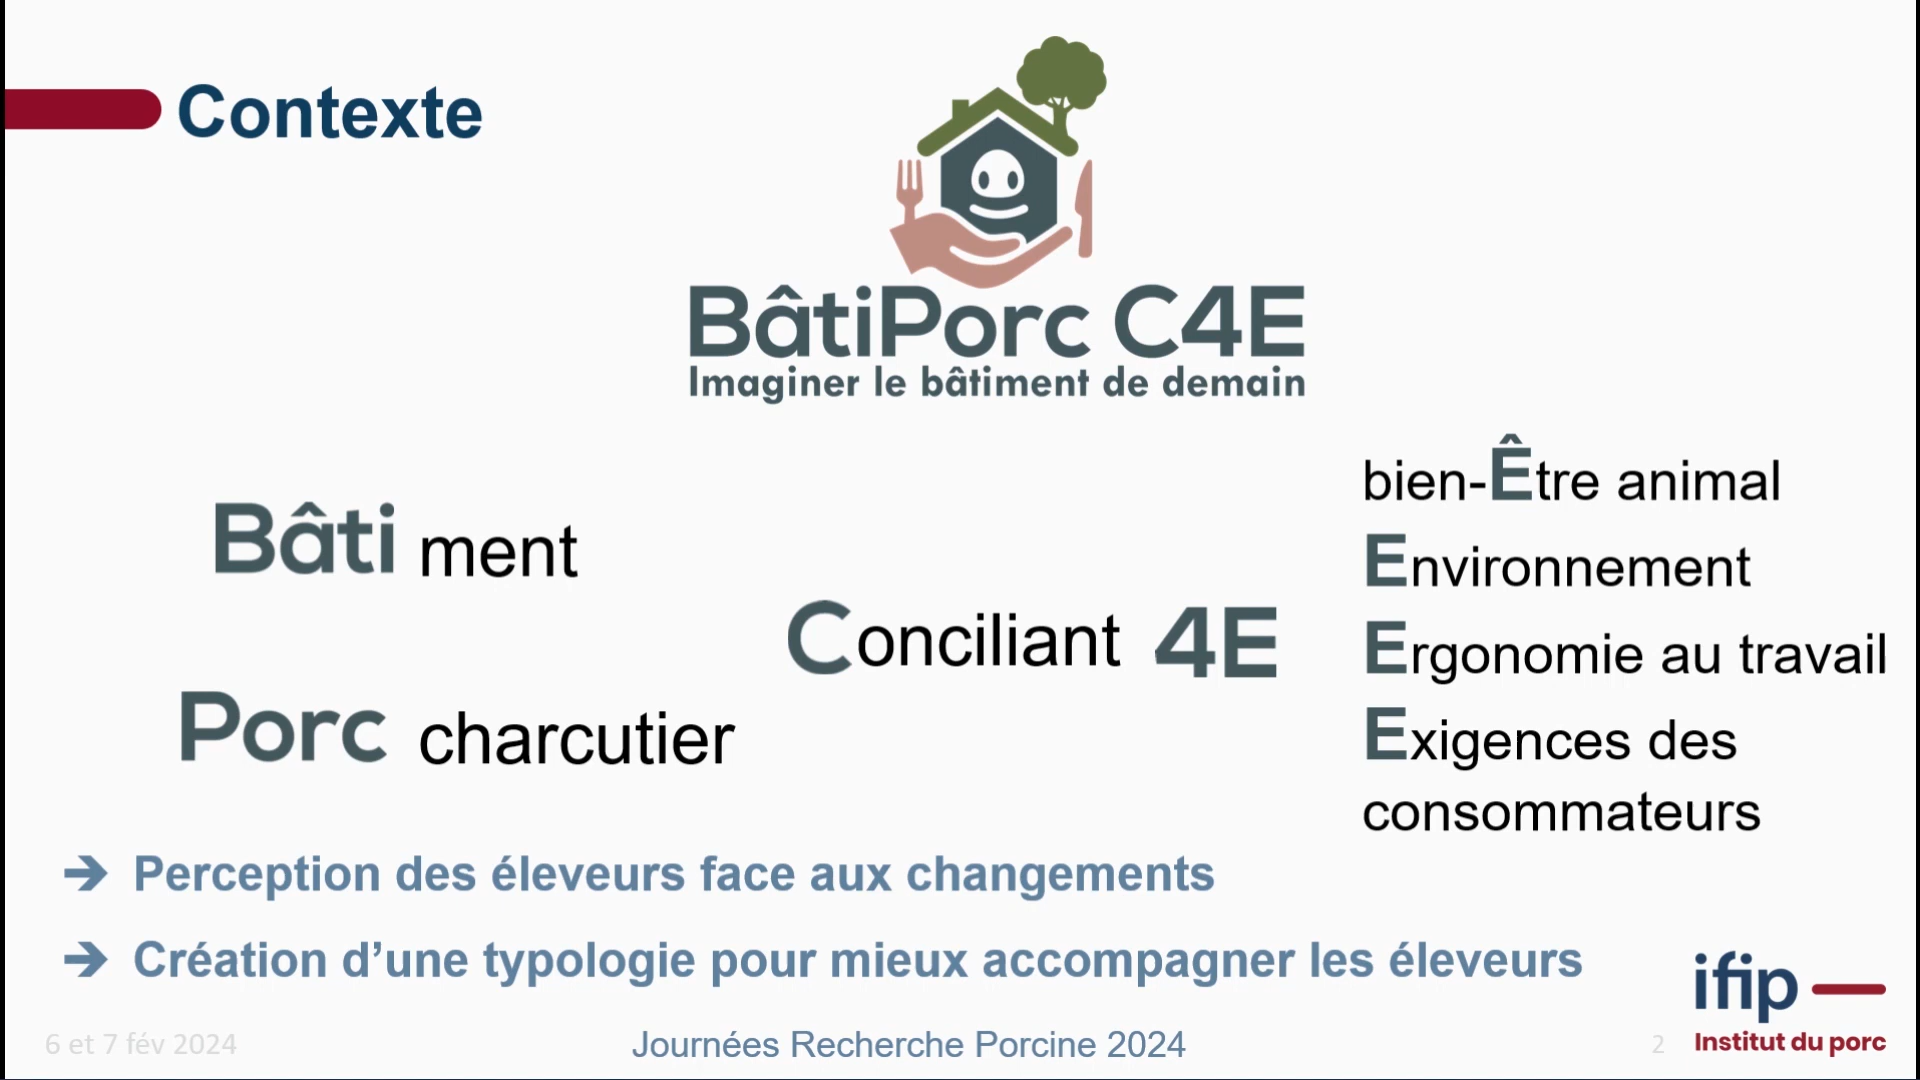 Contexte
BâtiPorc C4E
Imaginer le bâtiment de demain
Bâti ment
Porc charcutier
Conciliant 4E
bien-Être animal
Environnement
Ergonomie au travail
Exigences des
consommateurs
➔ Perception des éleveurs face aux changements
➔ Création d’une typologie pour mieux accompagner les éleveurs
6 et 7 fév 2024
Journées Recherche Porcine 2024
2
ifip
Institut du porc